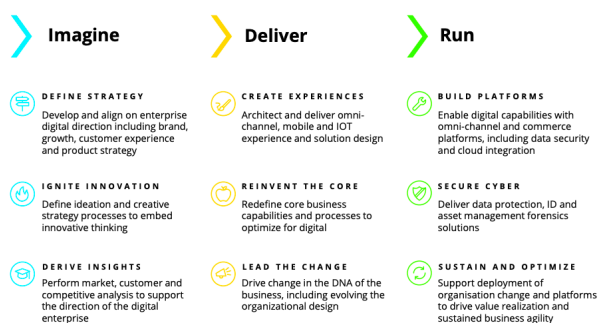 Imagine
DEFINE STRATEGY
Develop and align on enterprise
digital direction including brand,
growth, customer experience
and product strategy
IGNITE INNOVATION
Define ideation and creative
strategy processes to embed
innovative thinking
DERIVE INSIGHTS
Perform market, customer and
competitive analysis to support
the direction of the digital
enterprise
Deliver
CREATE EXPERIENCES
Architect and deliver omni-
channel, mobile and IOT
experience and solution design
REINVENT THE CORE
Redefine core business
capabilities and processes to
optimize for digital
LEAD THE CHANGE
Drive change in the DNA of the
business, including evolving the
organizational design
Run
BUILD PLATFORMS
Enable digital capabilities with
omni-channel and commerce
platforms, including data security
and cloud integration
SECURE CYBER
Deliver data protection, ID and
asset management forensics
solutions
SUSTAIN AND OPTIMIZE
Support deployment of
organisation change and platforms
to drive value realization and
sustained business agility